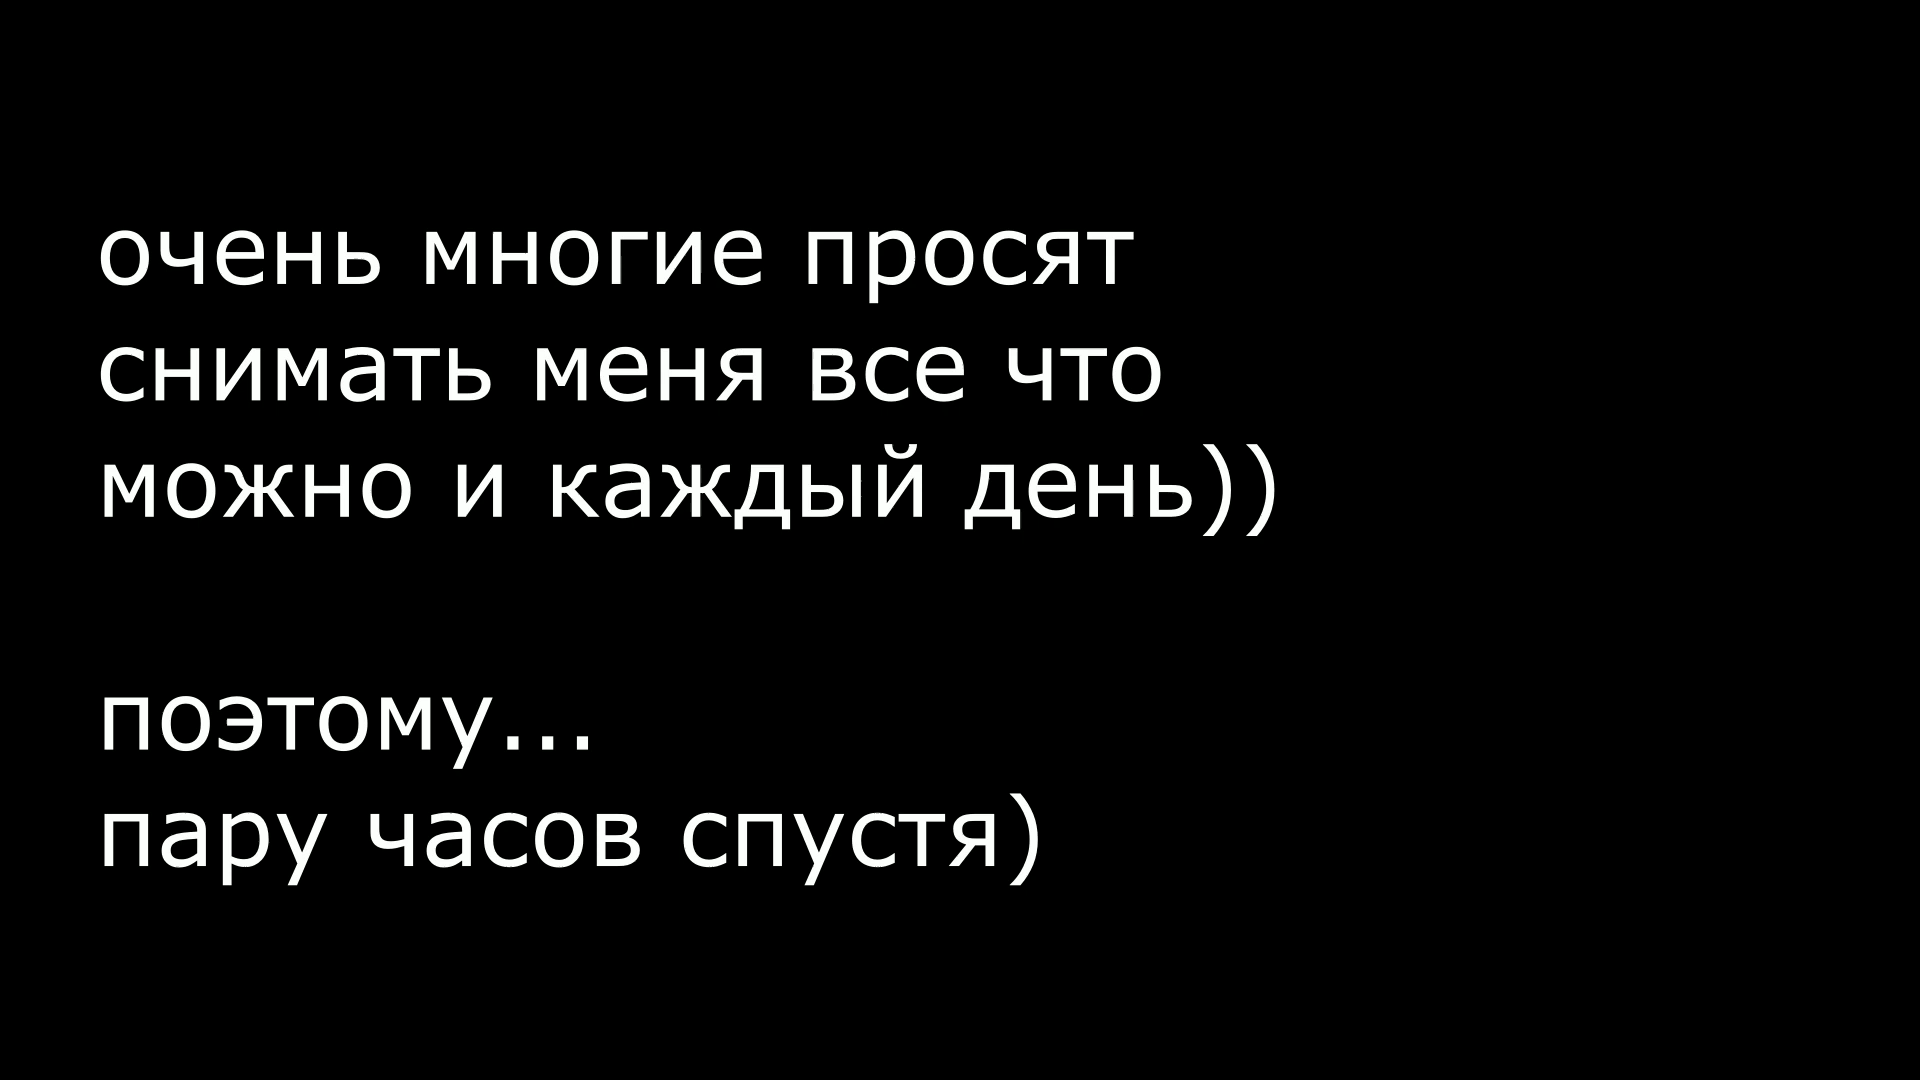 очень многие просят
снимать меня все что
можно и каждый день))
поэтому...
пару часов спустя)